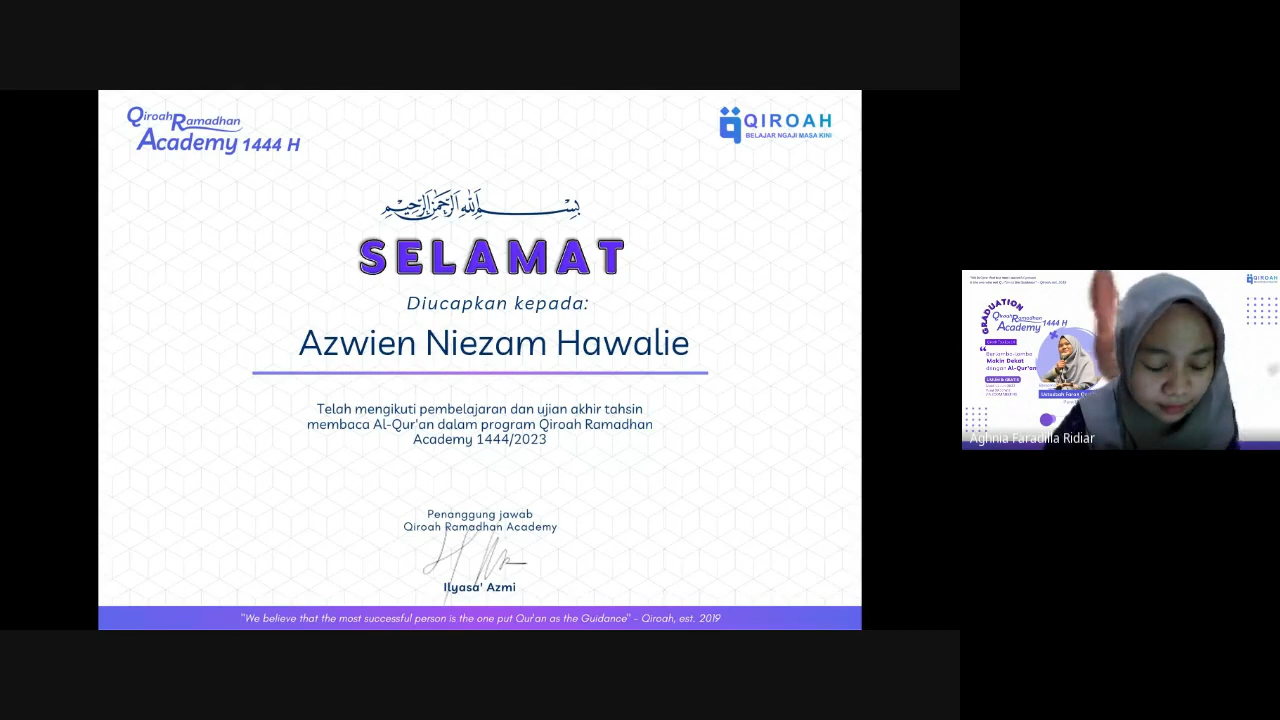 Qiroah Ramadhan
Academy 1444 H
QIROAH
BELAJAR NGAJI MASA KINI
بِسْمِ اللهِ الرَّحْمٰنِ الرَّحِيْمِ
SELAMAT
Diucapkan kepada:
Azwien Niezam Hawalie
Telah mengikuti pembelajaran dan ujian akhir tahsin
membaca Al-Qur'an dalam program Qiroah Ramadhan
Academy 1444/2023
Penanggung jawab
Qiroah Ramadhan Academy
Ilyasa' Azmi
"We believe that the most successful person is the one put Qur'an as the Guidance" - Qiroah, est. 2019
QIROAH
GRADUATION
Qiroah Ramadhan
Academy 1444 H
Makin Dekat
dengan Al-Qur'an
Aghnia Faradilla Ridiar